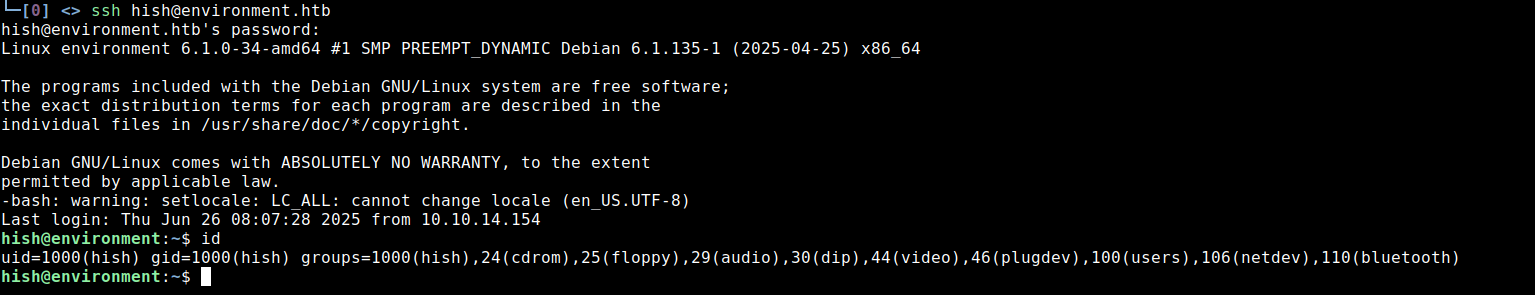 └─[0] <> ssh hish@environment.htb
hish@environment.htb's password:
Linux environment 6.1.0-34-amd64 #1 SMP PREEMPT_DYNAMIC Debian 6.1.135-1 (2025-04-25) x86_64
The programs included with the Debian GNU/Linux system are free software;
the exact distribution terms for each program are described in the
individual files in /usr/share/doc/*/copyright.
Debian GNU/Linux comes with ABSOLUTELY NO WARRANTY, to the extent
permitted by applicable law.
-bash: warning: setlocale: LC_ALL: cannot change locale (en_US.UTF-8)
Last login: Thu Jun 26 08:07:28 2025 from 10.10.14.154
hish@environment:~$ id
uid=1000(hish) gid=1000(hish) groups=1000(hish),24(cdrom),25(floppy),29(audio),30(dip),44(video),46(plugdev),100(users),106(netdev),110(bluetooth)
hish@environment:~$